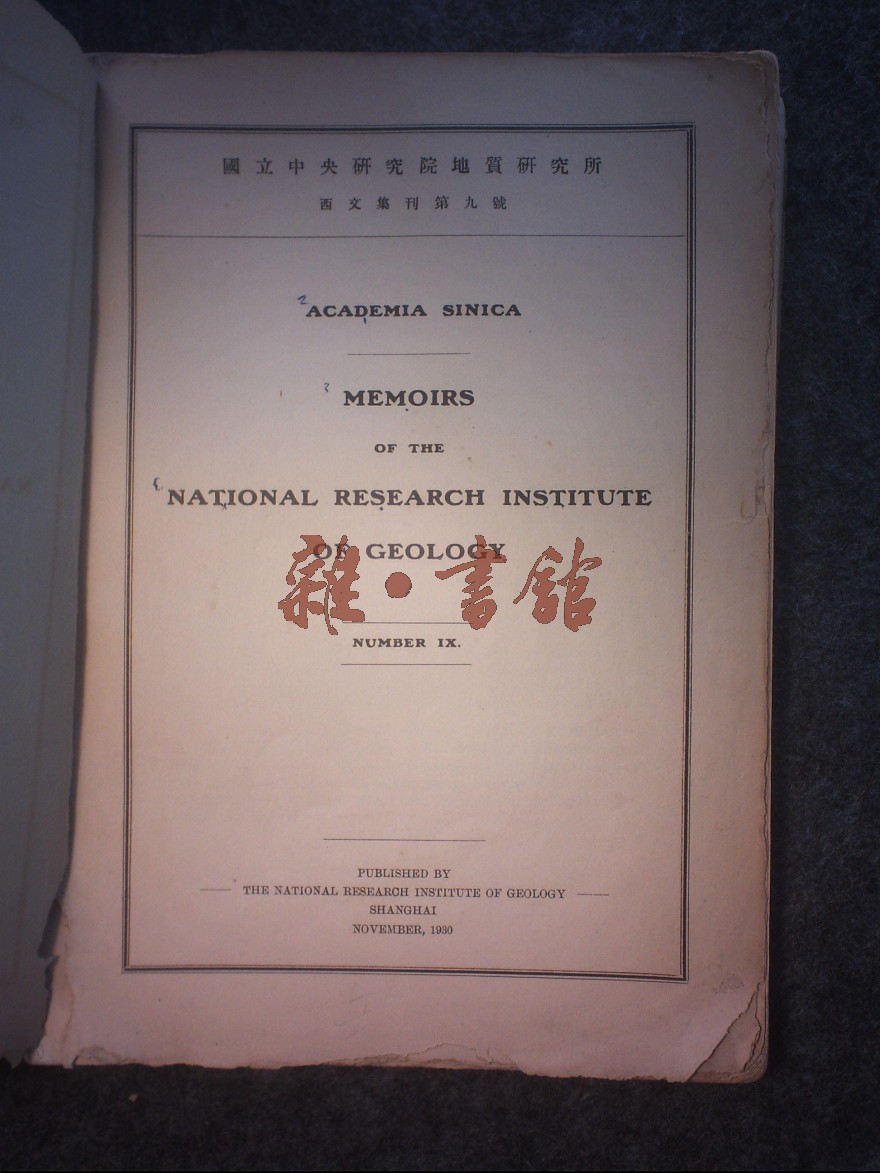 國立中央研究院地質研究所
西文集刊第九號
2
ACADEMIA SINICA
3
MEMOIRS
OF THE
NATIONAL RESEARCH INSTITUTE
OF GEOLOGY
雜·書館
NUMBER IX.
PUBLISHED BY
THE NATIONAL RESEARCH INSTITUTE OF GEOLOGY
SHANGHAI
NOVEMBER, 1930